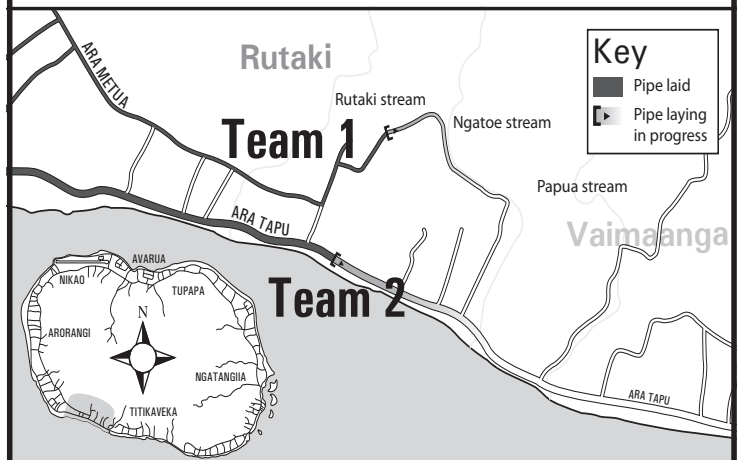 Rutaki
ARA METUA
Key
Pipe laid
Pipe laying
in progress
Rutaki stream
Team 1
Ngatoe stream
Papua stream
ARA TAPU
Vaimaanga
Team 2
AVARUA
NIKAO
TUPAPA
N
ARORANGI
NGATANGIIA
TITIKAVEKA
ARA TAPU